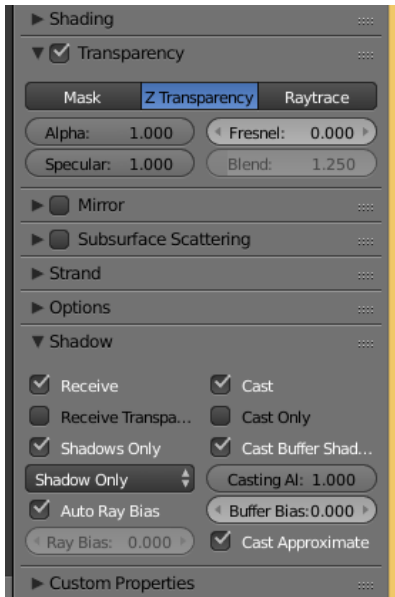 Shading
Transparency
Mask Z Transparency Raytrace
Alpha: 1.000 Fresnel: 0.000
Specular: 1.000 Blend: 1.250
Mirror
Subsurface Scattering
Strand
Options
Shadow
Receive Cast
Receive Transpa... Cast Only
Shadows Only Cast Buffer Shad...
Shadow Only Casting Al: 1.000
Auto Ray Bias Buffer Bias:0.000
Ray Bias: 0.000 Cast Approximate
Custom Properties